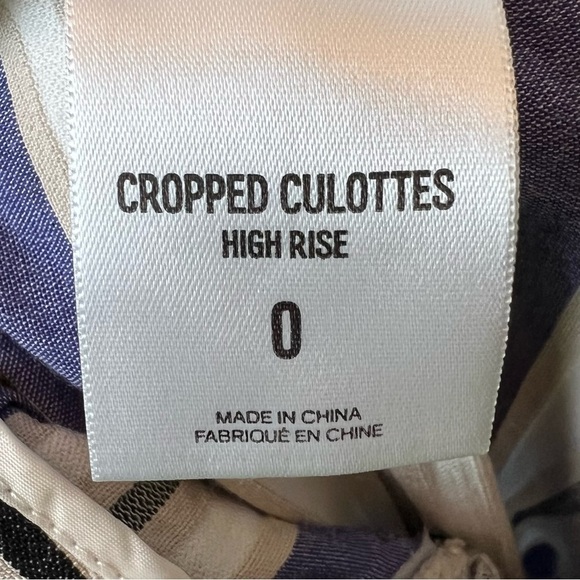 CROPPED CULOTTES
HIGH RISE
0
MADE IN CHINA
FABRIQUÉ EN CHINE